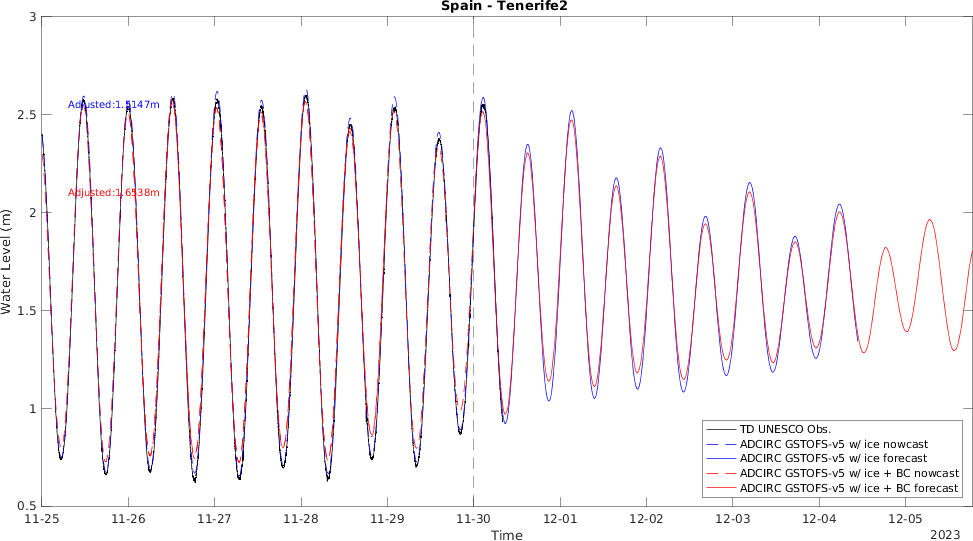 Spain - Tenerife2
Water Level (m)
3
2.5
2
1.5
1
0.5
Adjusted:1.5147m
Adjusted:1.6538m
TD UNESCO Obs.
ADCIRC GSTOFS-v5 w/ ice nowcast
ADCIRC GSTOFS-v5 w/ ice forecast
ADCIRC GSTOFS-v5 w/ ice + BC nowcast
ADCIRC GSTOFS-v5 w/ ice + BC forecast
11-25 11-26 11-27 11-28 11-29 11-30 12-01 12-02 12-03 12-04 12-05
Time
2023